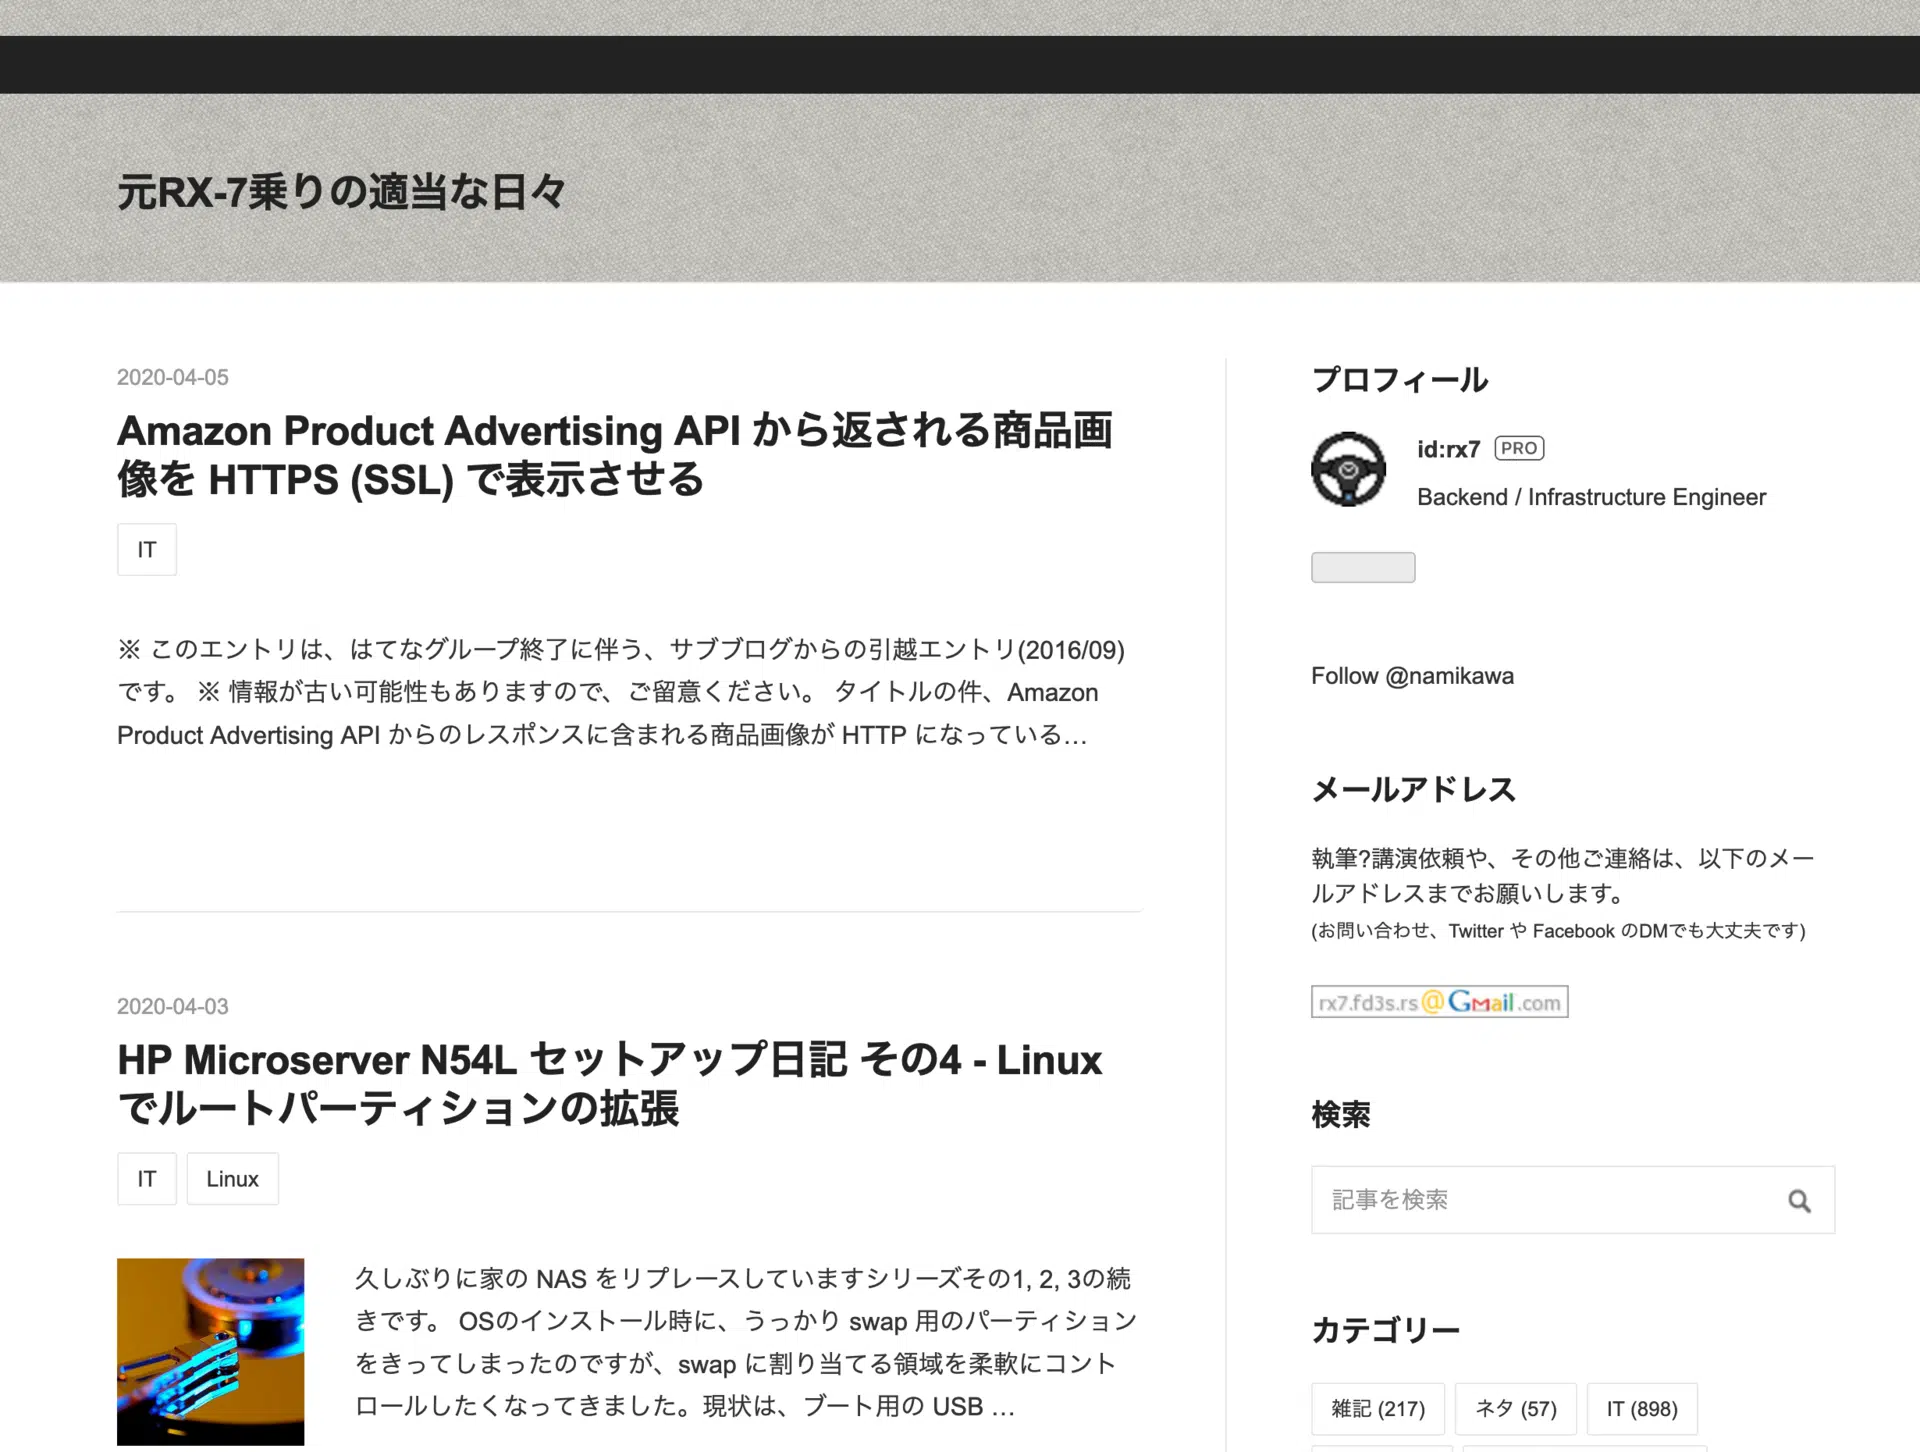 元RX-7乗りの適当な日々
2020-04-05
Amazon Product Advertising API から返される商品画
像を HTTPS (SSL) で表示させる
IT
※ このエントリは、はてなグループ終了に伴う、サブブログからの引越エントリ(2016/09)
です。 ※ 情報が古い可能性もありますので、ご留意ください。 タイトルの件、Amazon
Product Advertising API からのレスポンスに含まれる商品画像が HTTP になっている…
2020-04-03
HP Microserver N54L セットアップ日記 その4 - Linux
でルートパーティションの拡張
IT
Linux
久しぶりに家の NAS をリプレースしていますシリーズその1, 2, 3の続
きです。 OSのインストール時に、うっかり swap 用のパーティション
をきってしまったのですが、swap に割り当てる領域を柔軟にコント
ロールしたくなってきました。現状は、ブート用の USB …
プロフィール
id:rx7 PRO
Backend / Infrastructure Engineer
Follow @namikawa
メールアドレス
執筆?講演依頼や、その他ご連絡は、以下のメー
ルアドレスまでお願いします。
(お問い合わせ、Twitter や Facebook のDMでも大丈夫です)
rx7.fd3s.rs@Gmail.com
検索
記事を検索
カテゴリー
雑記 (217)
ネタ (57)
IT (898)